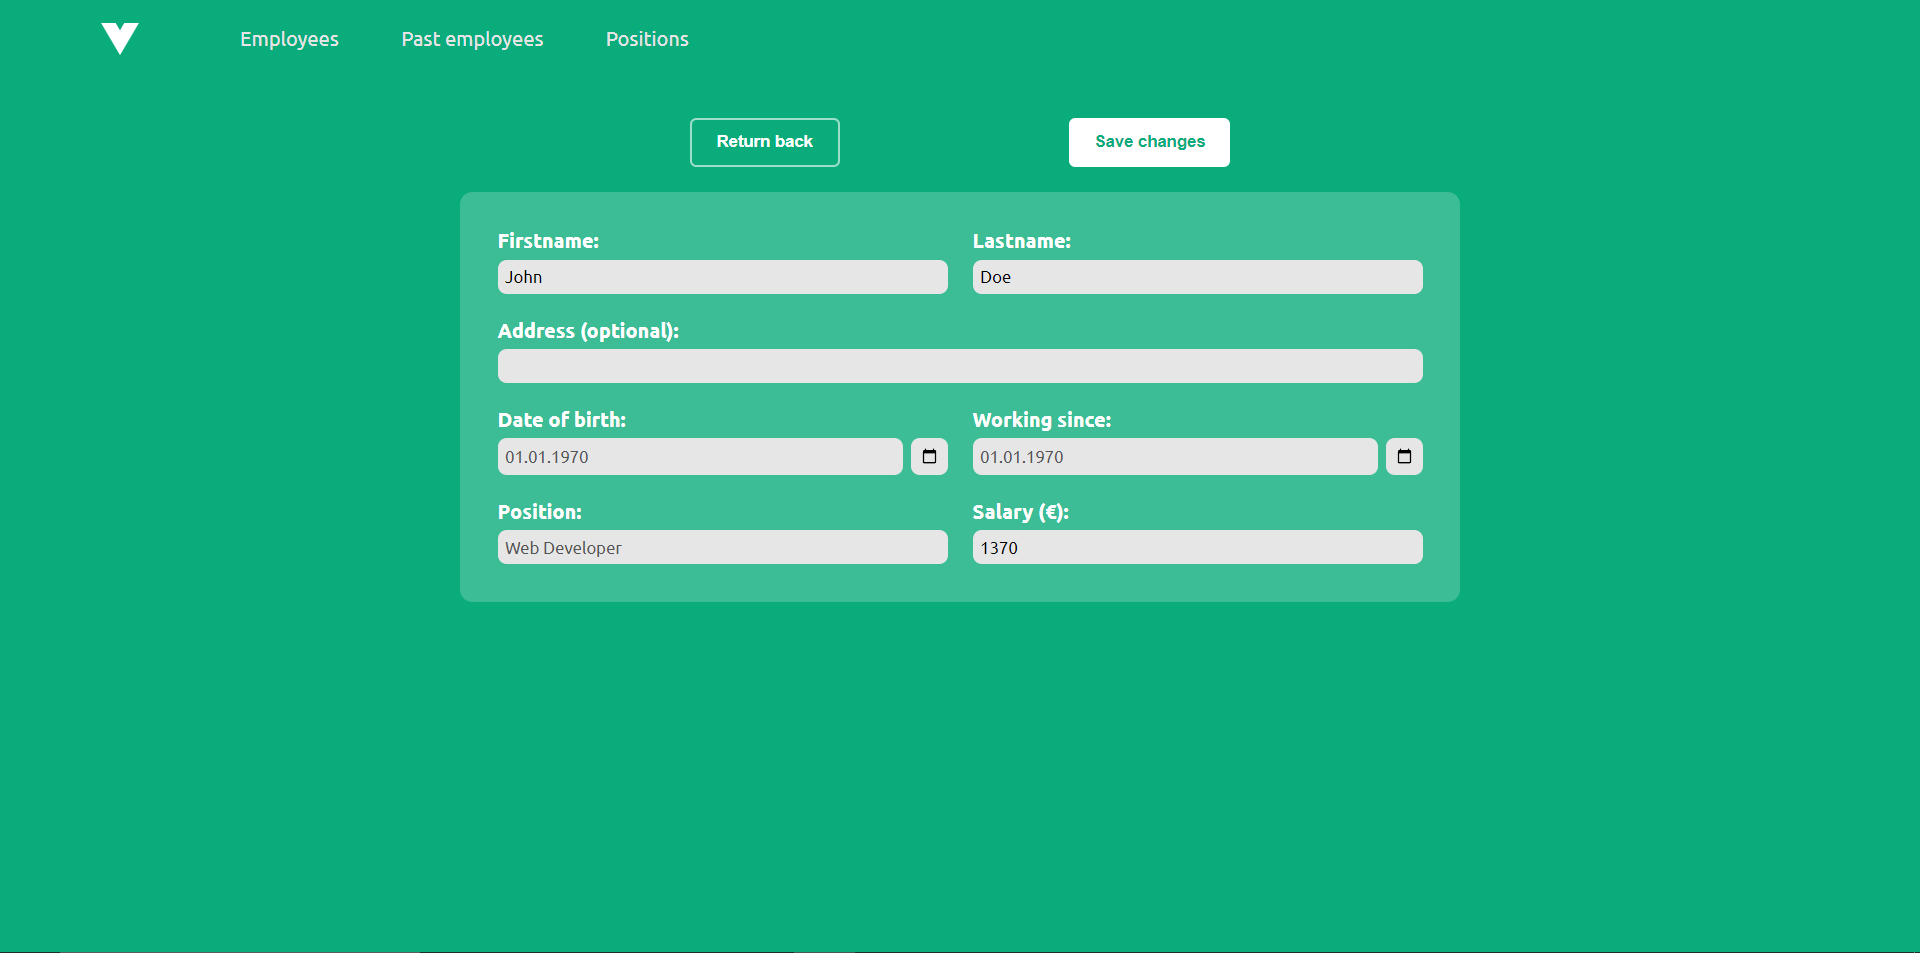 Employees Past employees Positions
Return back Save changes
Firstname: Lastname:
John Doe
Address (optional):
Date of birth: Working since:
01.01.1970 01.01.1970
Position: Salary (€):
Web Developer 1370